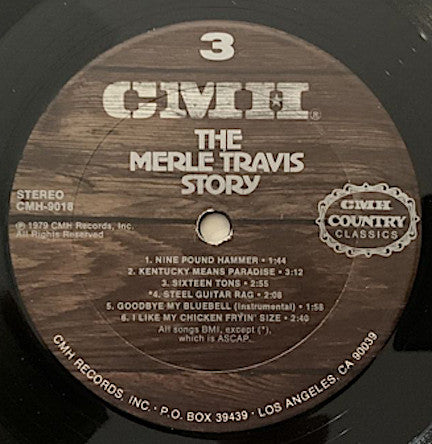 3
CMH®
THE
MERLE TRAVIS
STORY
STEREO
CMH-9018
℗ 1979 CMH Records, Inc.
All Rights Reserved
CMH
COUNTRY
CLASSICS
1. NINE POUND HAMMER • 1:44
2. KENTUCKY MEANS PARADISE • 3:12
3. SIXTEEN TONS • 2:55
*4. STEEL GUITAR RAG • 2:08
5. GOODBYE MY BLUEBELL (Instrumental) • 1:58
6. I LIKE MY CHICKEN FRYIN' SIZE • 2:40
All songs BMI, except (*),
which is ASCAP.
CMH RECORDS, INC. • P.O. BOX 39439 • LOS ANGELES, CA 90039